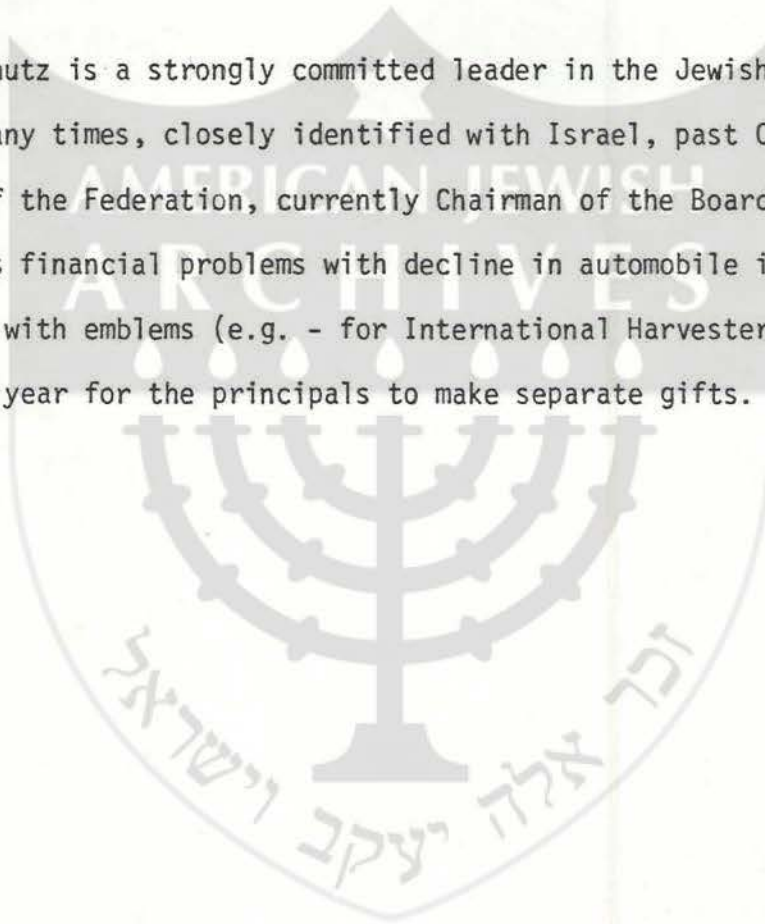 utz is a strongly committed leader in the Jewish
any times, closely identified with Israel, past C
f the Federation, currently Chairman of the Board
AMERICAN JEWISH
s financial problems with decline in automobile i
ARCHIVES
with emblems (e.g. - for International Harvester
year for the principals to make separate gifts.
זכר אלה יעקב וישראל